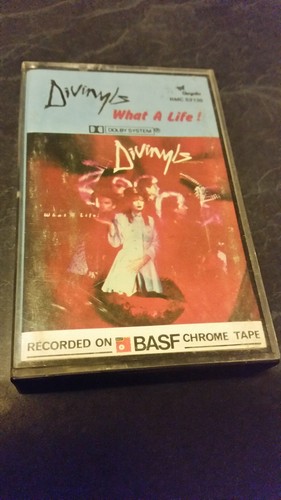 Divinyls
What A Life!
DOLBY SYSTEM
Divinyls
What A Life!
RECORDED ON BASF CHROME TAPE